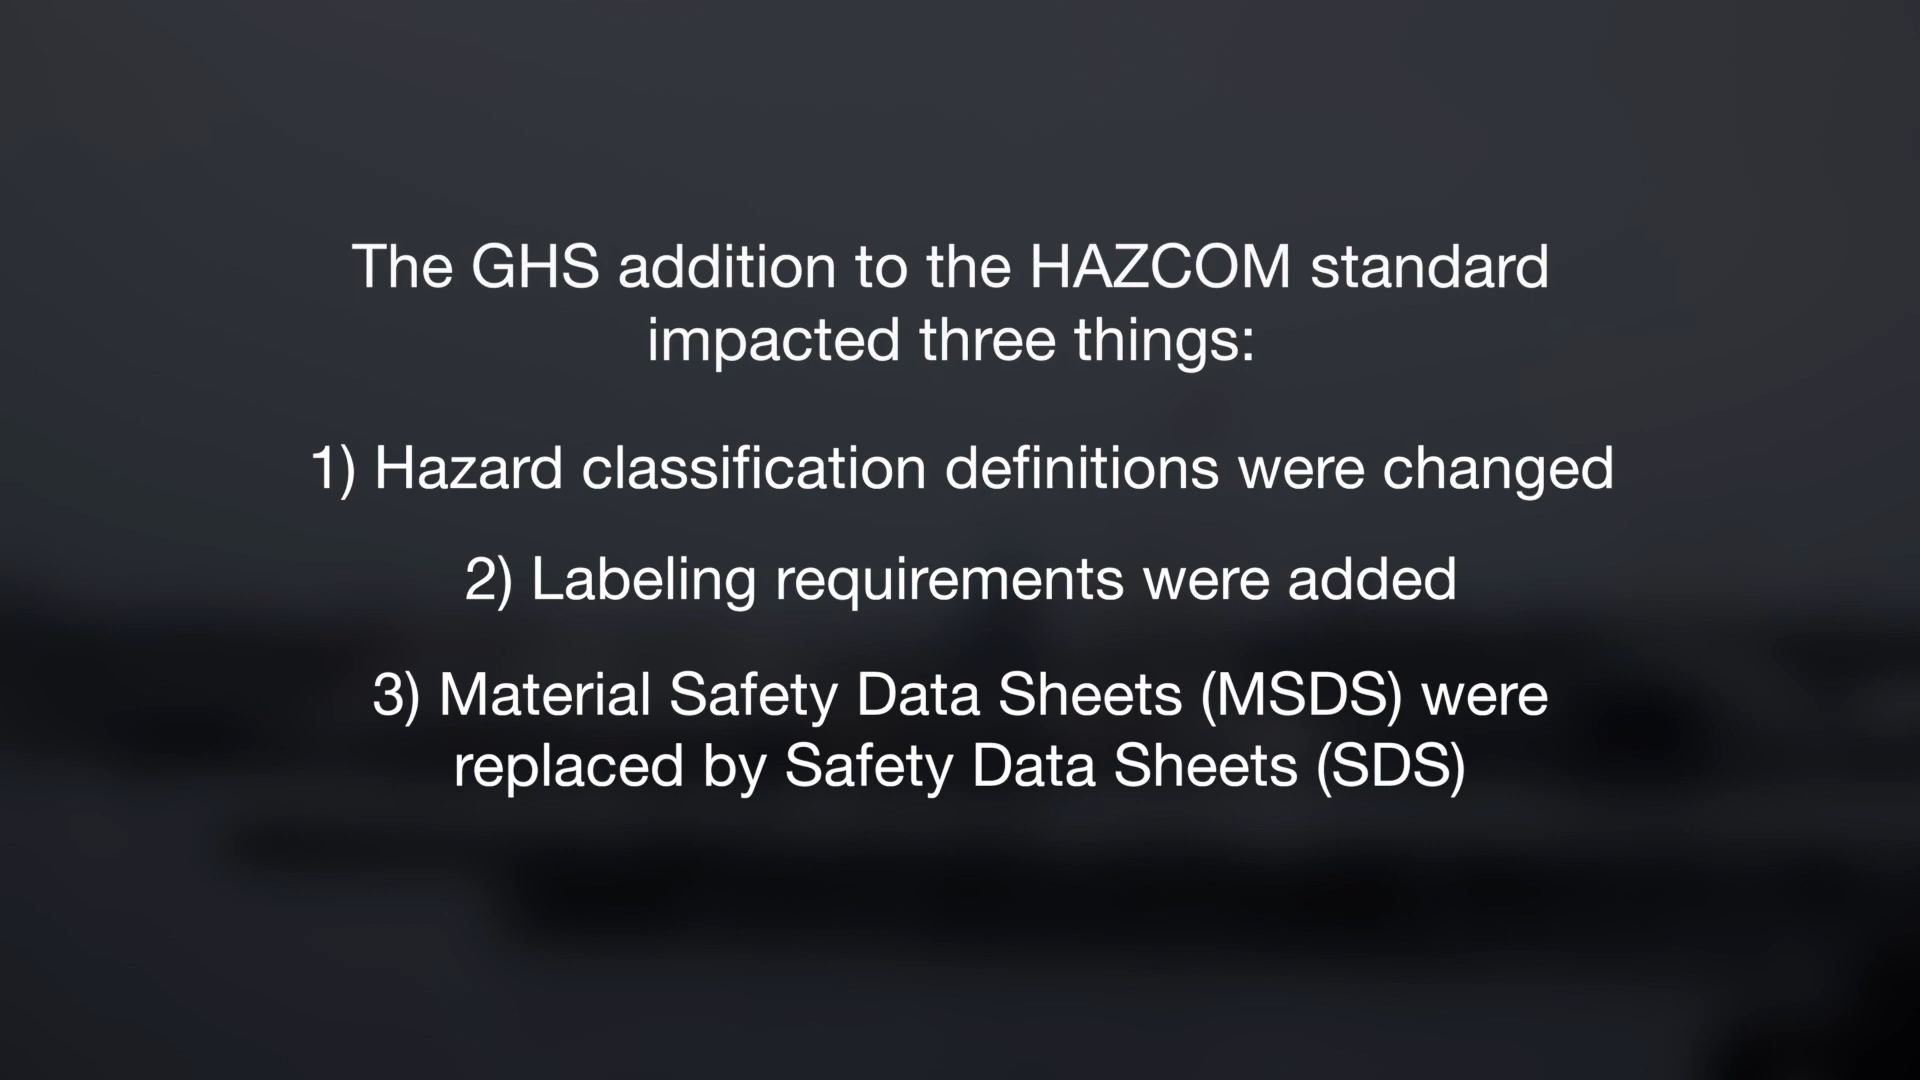 The GHS addition to the HAZCOM standard
impacted three things:
1) Hazard classification definitions were changed
2) Labeling requirements were added
3) Material Safety Data Sheets (MSDS) were
replaced by Safety Data Sheets (SDS)